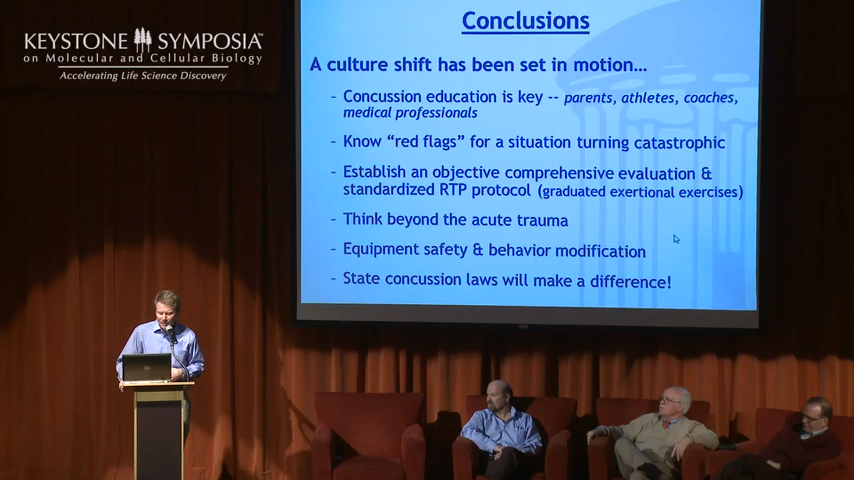 KEYSTONE SYMPOSIA™
on Molecular and Cellular Biology
Accelerating Life Science Discovery
Conclusions
A culture shift has been set in motion…
- Concussion education is key -- parents, athletes, coaches,
medical professionals
- Know “red flags” for a situation turning catastrophic
- Establish an objective comprehensive evaluation &
standardized RTP protocol (graduated exertional exercises)
- Think beyond the acute trauma
- Equipment safety & behavior modification
- State concussion laws will make a difference!